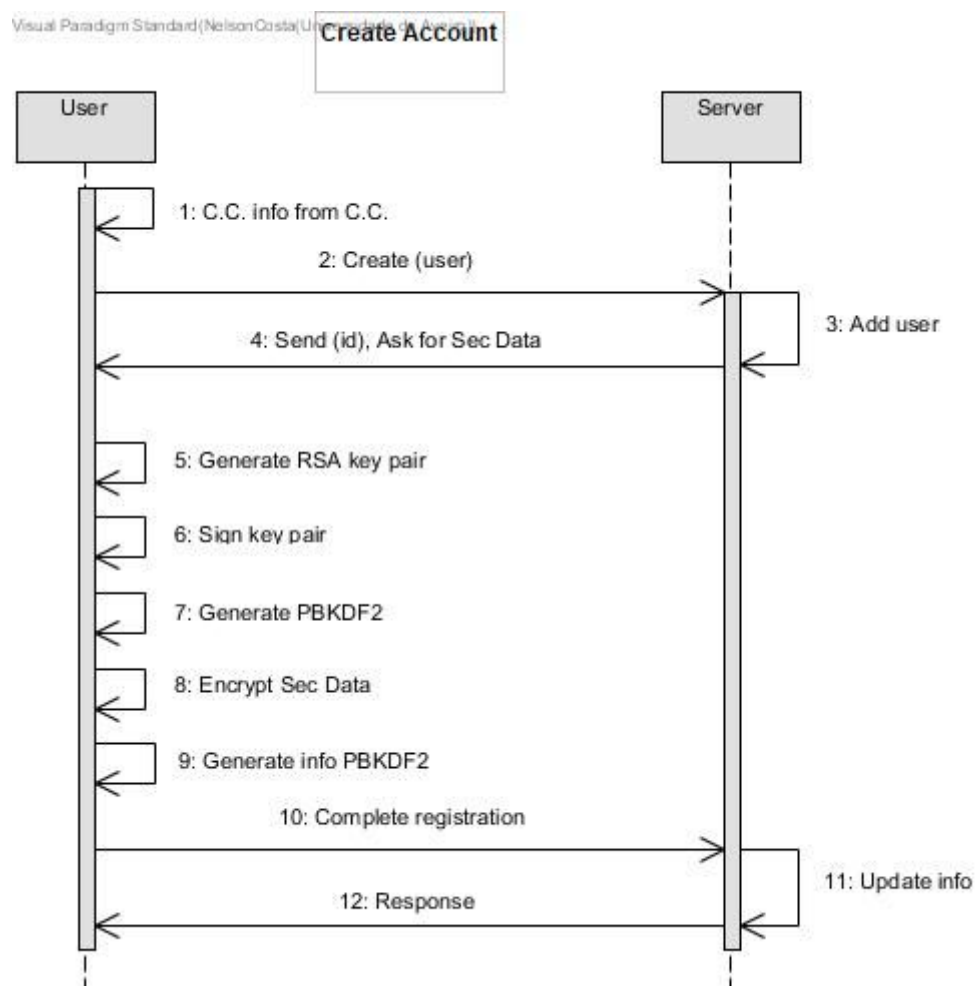 Visual Paradigm Standard(NelsonCosta(Universidade de Aveiro))
Create Account
User
Server
1: C.C. info from C.C.
2: Create (user)
3: Add user
4: Send (id), Ask for Sec Data
5: Generate RSA key pair
6: Sign key pair
7: Generate PBKDF2
8: Encrypt Sec Data
9: Generate info PBKDF2
10: Complete registration
11: Update info
12: Response